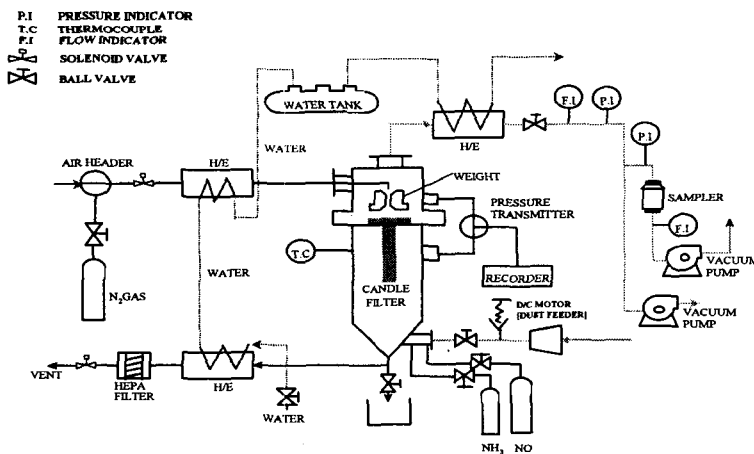 P.I PRESSURE INDICATOR
T.C THERMOCOUPLE
F.I FLOW INDICATOR
SOLENOID VALVE
BALL VALVE
WATER TANK
H/E
F.I
P.I
P.I
AIR HEADER
H/E
WATER
WEIGHT
SAMPLER
PRESSURE
TRANSMITTER
F.I
T.C
WATER
RECORDER
VACUUM
PUMP
N₂GAS
CANDLE
FILTER
D/C MOTOR
[DUST FEEDER]
VACUUM
PUMP
VENT
HEPA
FILTER
H/E
WATER
NH₃
NO